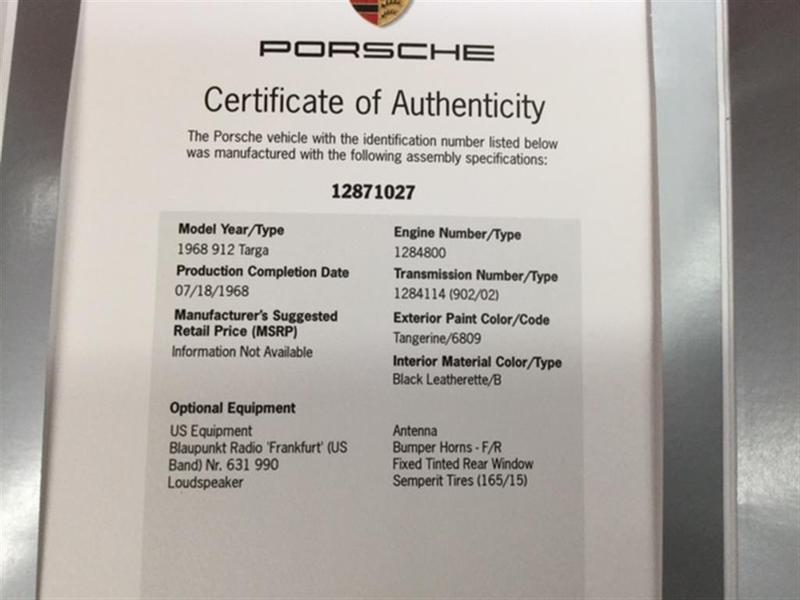 PORSCHE
Certificate of Authenticity
The Porsche vehicle with the identification number listed below
was manufactured with the following assembly specifications:
12871027
Model Year/Type
1968 912 Targa
Production Completion Date
07/18/1968
Manufacturer's Suggested
Retail Price (MSRP)
Information Not Available
Engine Number/Type
1284800
Transmission Number/Type
1284114 (902/02)
Exterior Paint Color/Code
Tangerine/6809
Interior Material Color/Type
Black Leatherette/B
Optional Equipment
US Equipment
Blaupunkt Radio 'Frankfurt' (US
Band) Nr. 631 990
Loudspeaker
Antenna
Bumper Horns - F/R
Fixed Tinted Rear Window
Semperit Tires (165/15)